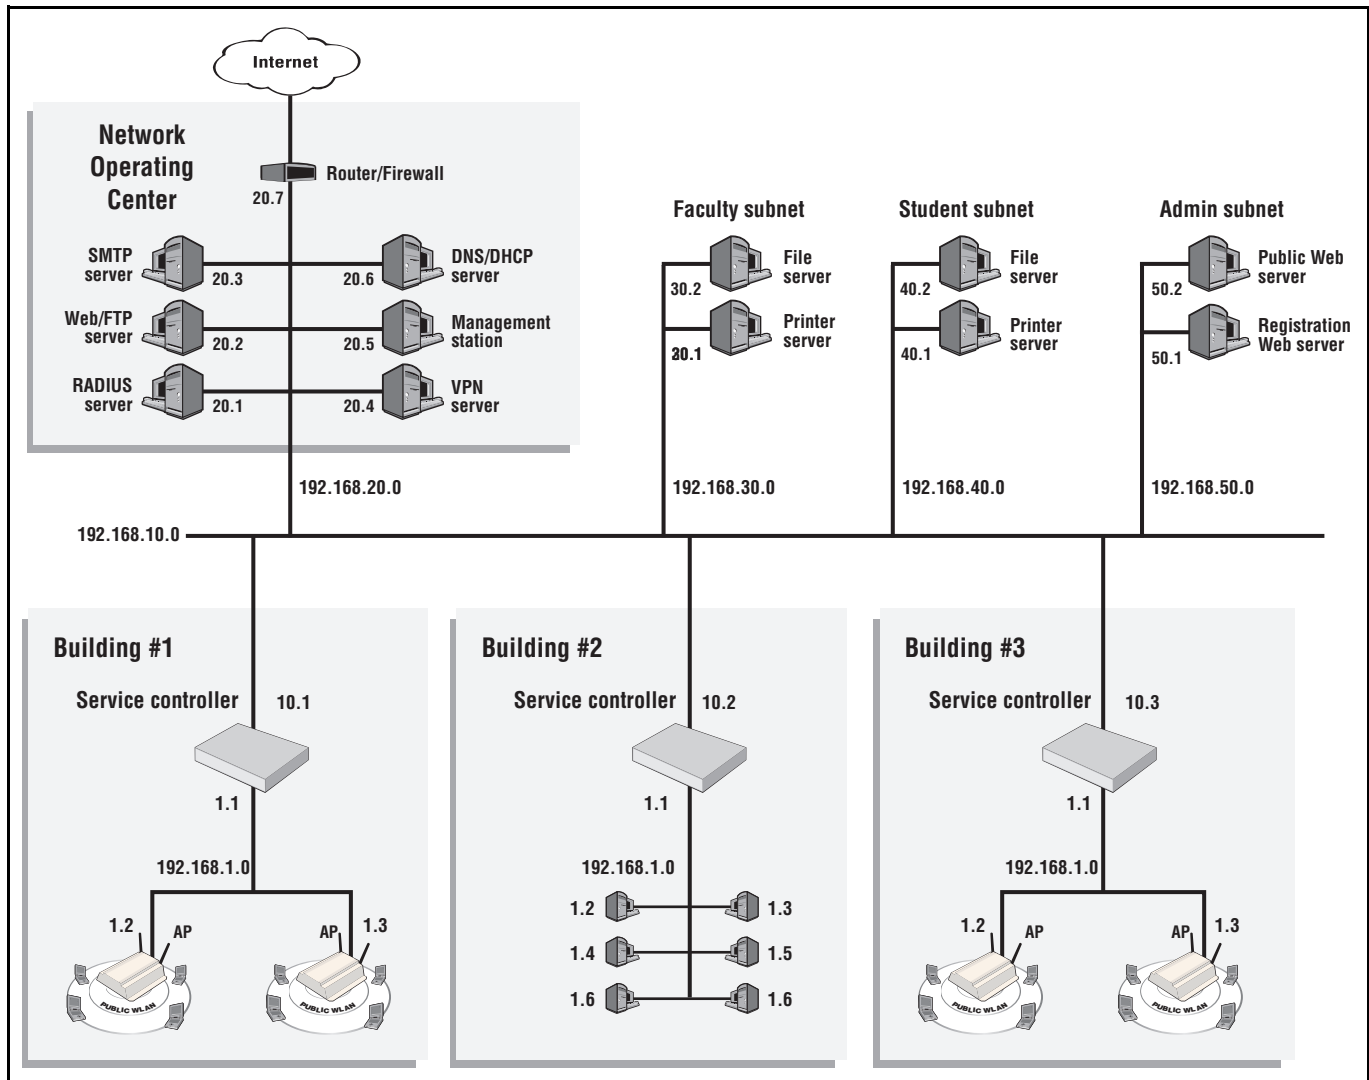 Internet
Network
Operating
Center
Router/Firewall
20.7
SMTP
server
20.3
20.6
DNS/DHCP
server
Web/FTP
server
20.2
20.5
Management
station
RADIUS
server
20.1
20.4
VPN
server
Faculty subnet
File
server
30.2
Printer
server
Student subnet
File
server
40.2
Printer
server
40.1
Admin subnet
Public Web
server
50.2
Registration
Web server
50.1
192.168.20.0
192.168.30.0
192.168.40.0
192.168.50.0
192.168.10.0
Building #1
Service controller
10.1
1.1
192.168.1.0
1.2
AP
AP
1.3
PUBLIC WLAN
PUBLIC WLAN
Building #2
Service controller
10.2
1.1
192.168.1.0
1.2
1.3
1.4
1.5
1.6
1.6
Building #3
Service controller
10.3
1.1
192.168.1.0
1.2
AP
AP
1.3
PUBLIC WLAN
PUBLIC WLAN